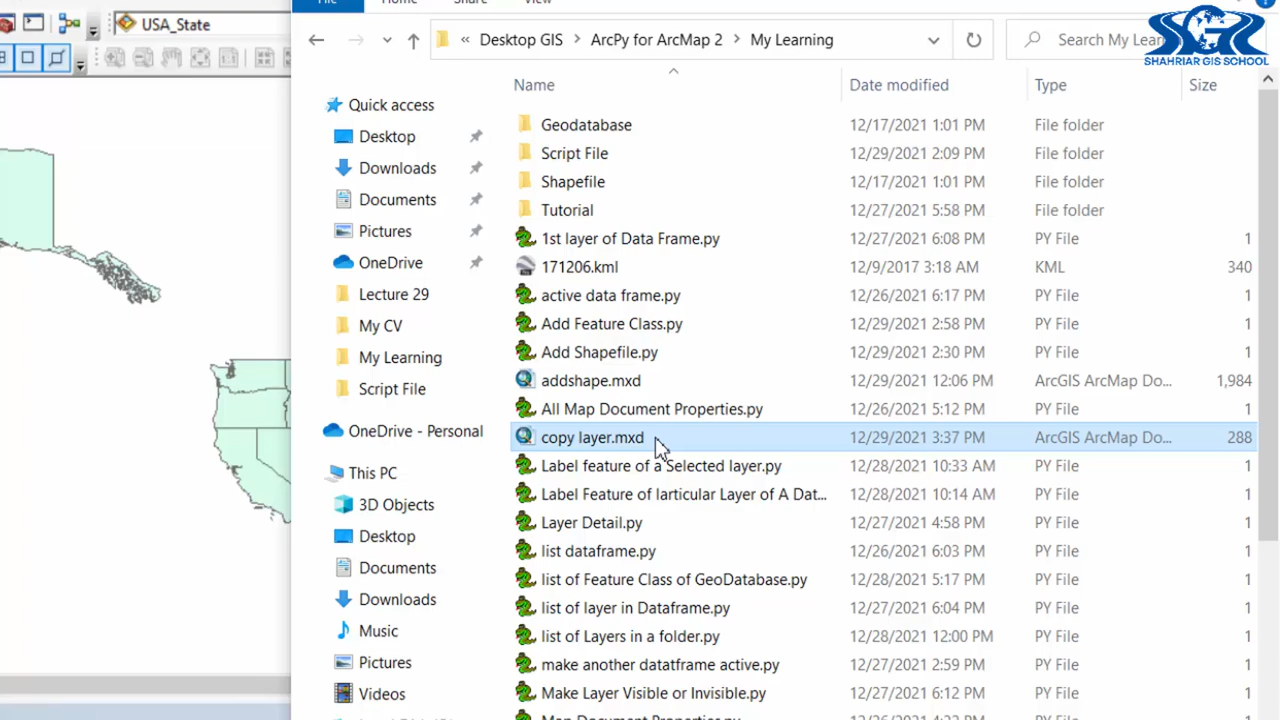 File Home Share View
USA_State
SHAHRIAR GIS SCHOOL
« Desktop GIS > ArcPy for ArcMap 2 > My Learning
Search My Lear
Name Date modified Type Size
Quick access
Desktop
Downloads
Documents
Pictures
OneDrive
Lecture 29
My CV
My Learning
Script File
OneDrive - Personal
This PC
3D Objects
Desktop
Documents
Downloads
Music
Pictures
Videos
Geodatabase 12/17/2021 1:01 PM File folder
Script File 12/29/2021 2:09 PM File folder
Shapefile 12/17/2021 1:01 PM File folder
Tutorial 12/27/2021 5:58 PM File folder
1st layer of Data Frame.py 12/27/2021 6:08 PM PY File 1
171206.kml 12/9/2017 3:18 AM KML 340
active data frame.py 12/26/2021 6:17 PM PY File 1
Add Feature Class.py 12/29/2021 2:58 PM PY File 1
Add Shapefile.py 12/29/2021 2:30 PM PY File 1
addshape.mxd 12/29/2021 12:06 PM ArcGIS ArcMap Do... 1,984
All Map Document Properties.py 12/26/2021 5:12 PM PY File 1
copy layer.mxd 12/29/2021 3:37 PM ArcGIS ArcMap Do... 288
Label feature of a Selected layer.py 12/28/2021 10:33 AM PY File 1
Label Feature of larticular Layer of A Dat... 12/28/2021 10:14 AM PY File 1
Layer Detail.py 12/27/2021 4:58 PM PY File 1
list dataframe.py 12/26/2021 6:03 PM PY File 1
list of Feature Class of GeoDatabase.py 12/28/2021 5:17 PM PY File 1
list of layer in Dataframe.py 12/27/2021 6:04 PM PY File 1
list of Layers in a folder.py 12/28/2021 12:00 PM PY File 1
make another datatframe active.py 12/27/2021 2:59 PM PY File 1
Make Layer Visible or Invisible.py 12/27/2021 6:12 PM PY File 1
Map Document Properties.py